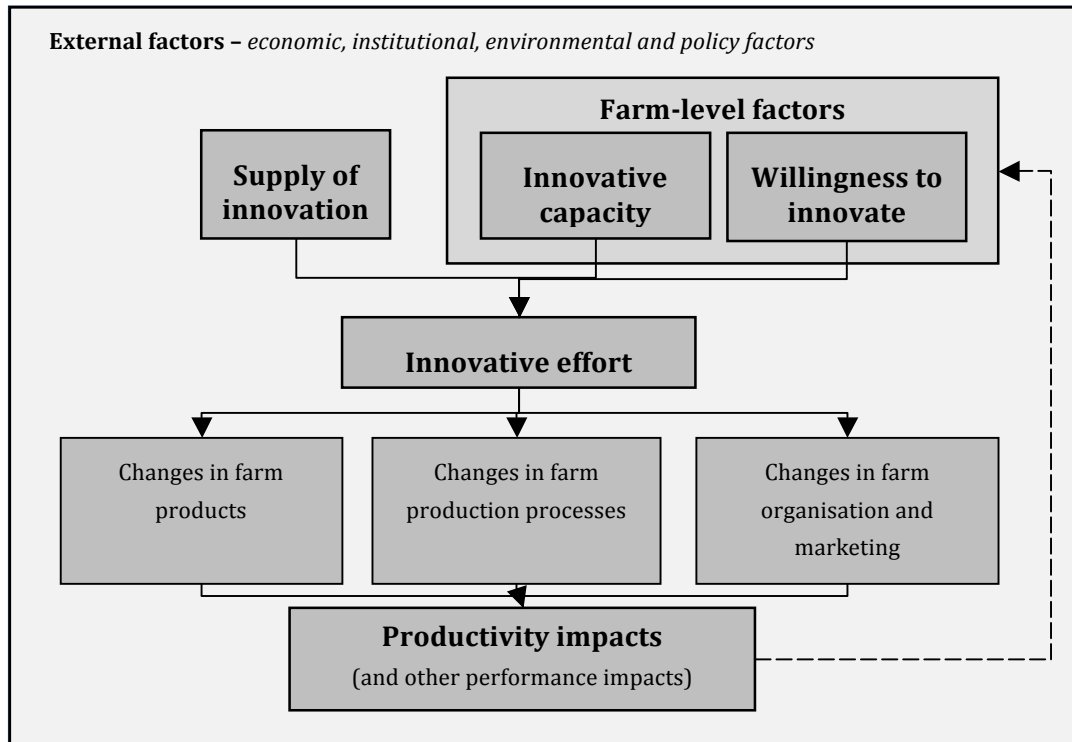 External factors – economic, institutional, environmental and policy factors
Farm-level factors
Supply of
innovation
Innovative
capacity
Willingness to
innovate
Innovative effort
Changes in farm
products
Changes in farm
production processes
Changes in farm
organisation and
marketing
Productivity impacts
(and other performance impacts)